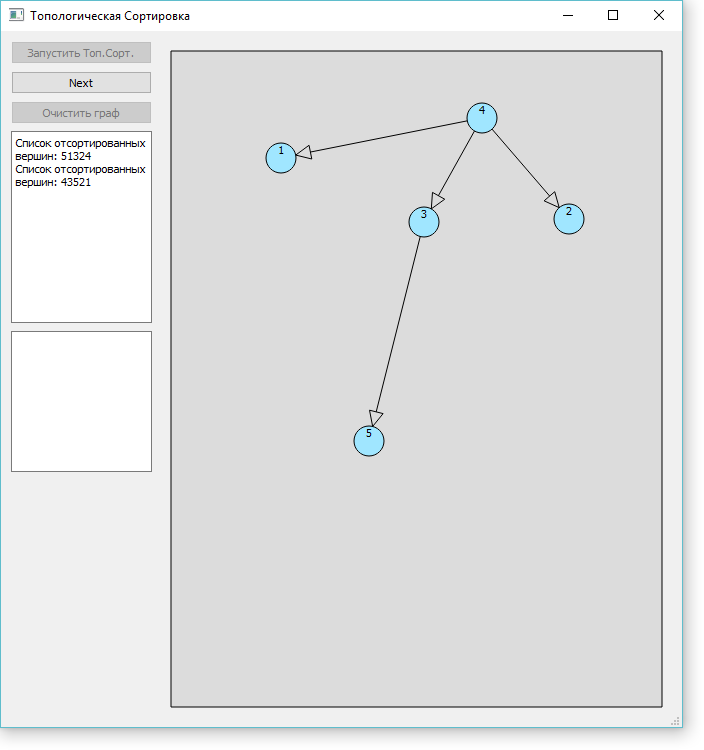 Топологическая Сортировка
Запустить Топ.Сорт.
Next
Очистить граф
Список отсортированных
вершин: 51324
Список отсортированных
вершин: 43521
4
1
3
2
5